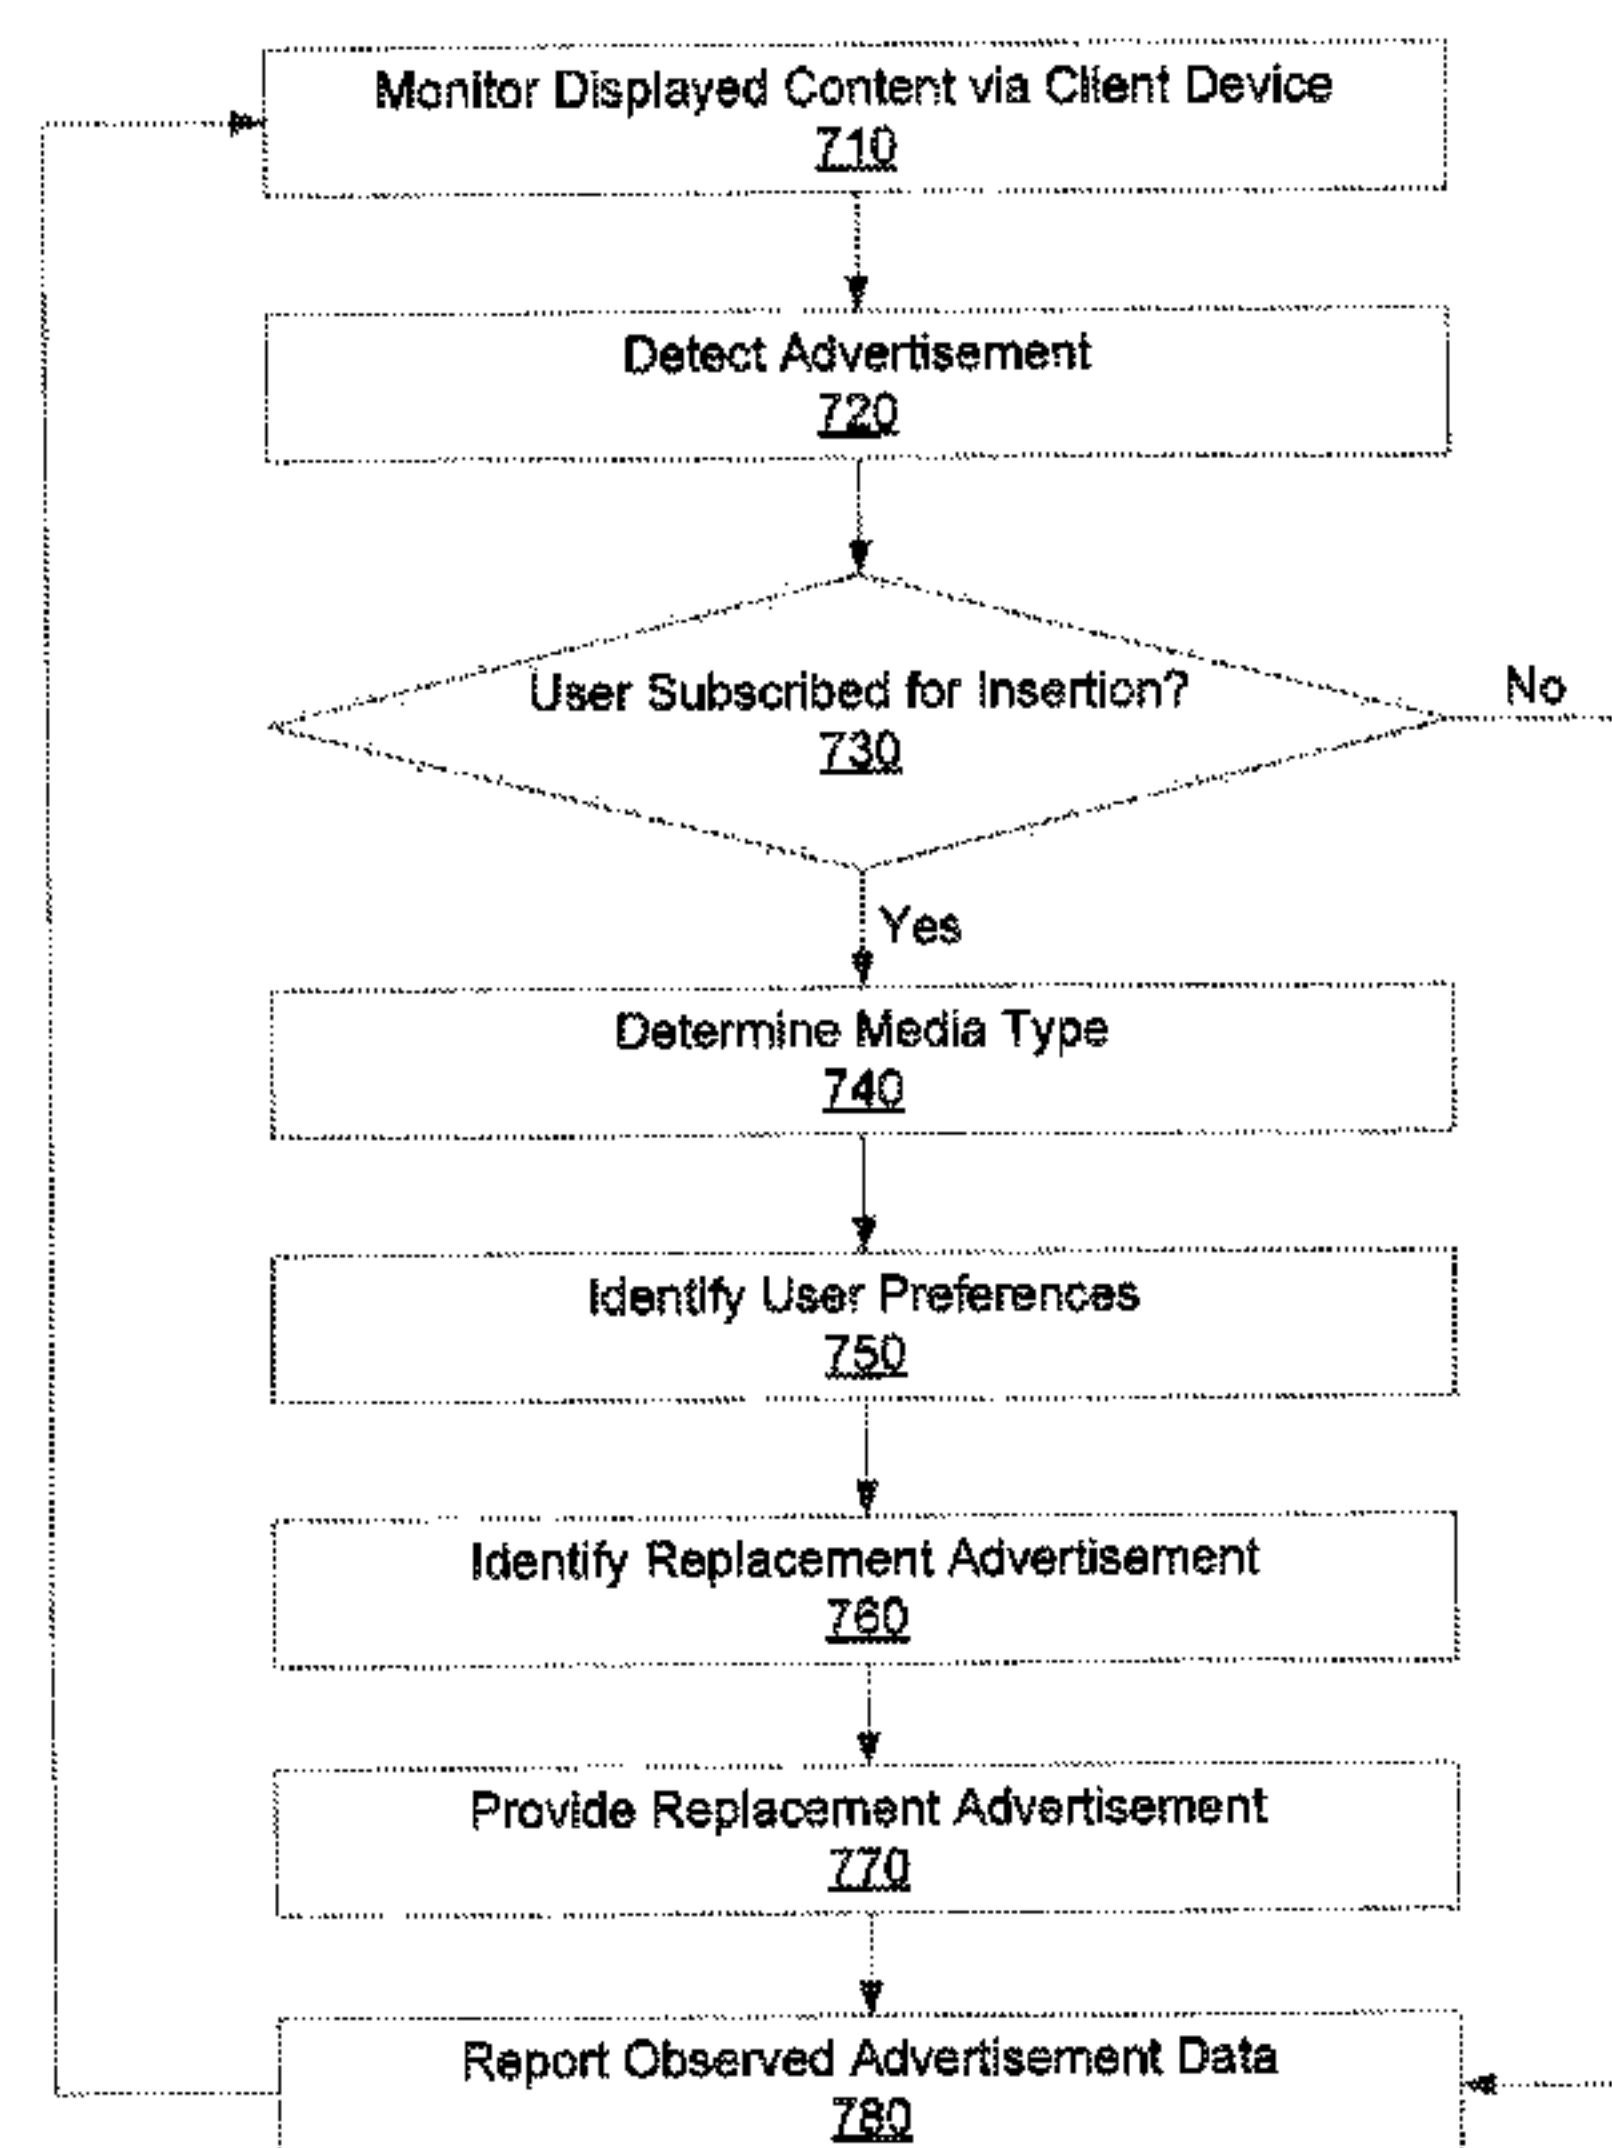 Monitor Displayed Content via Client Device
710
Detect Advertisement
720
User Subscribed for Insertion?
730
No
Yes
Determine Media Type
740
Identify User Preferences
750
Identify Replacement Advertisement
760
Provide Replacement Advertisement
770
Report Observed Advertisement Data
780